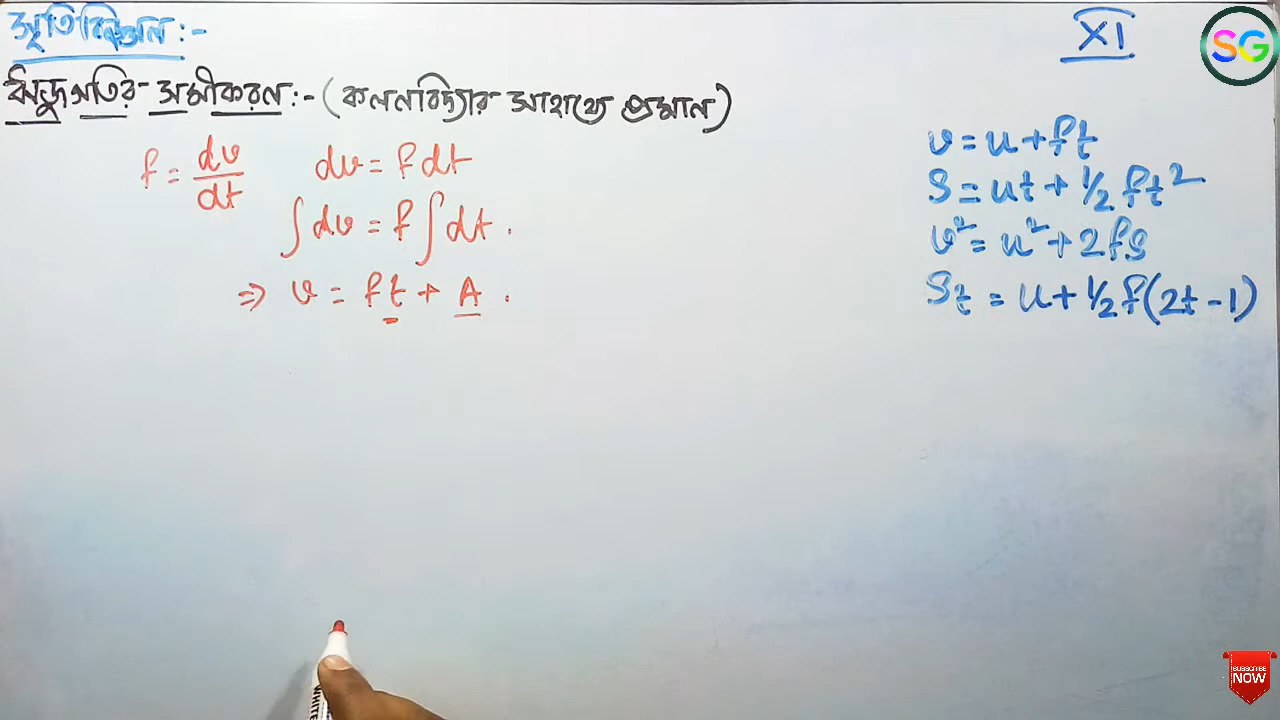 সৃতিবিজ্ঞান:-
XI
SG
ঋজুগতির সমীকরণ:- (কলনবিদ্যার সাহায্যে প্রমান)
f = dv/dt dv = f dt
∫dv = f∫dt.
⇒ v = ft + A.
v = u + ft
S = ut + 1/2 ft²
v² = u² + 2fs
St = u + 1/2 f(2t - 1)
SUBSCRIBE
NOW